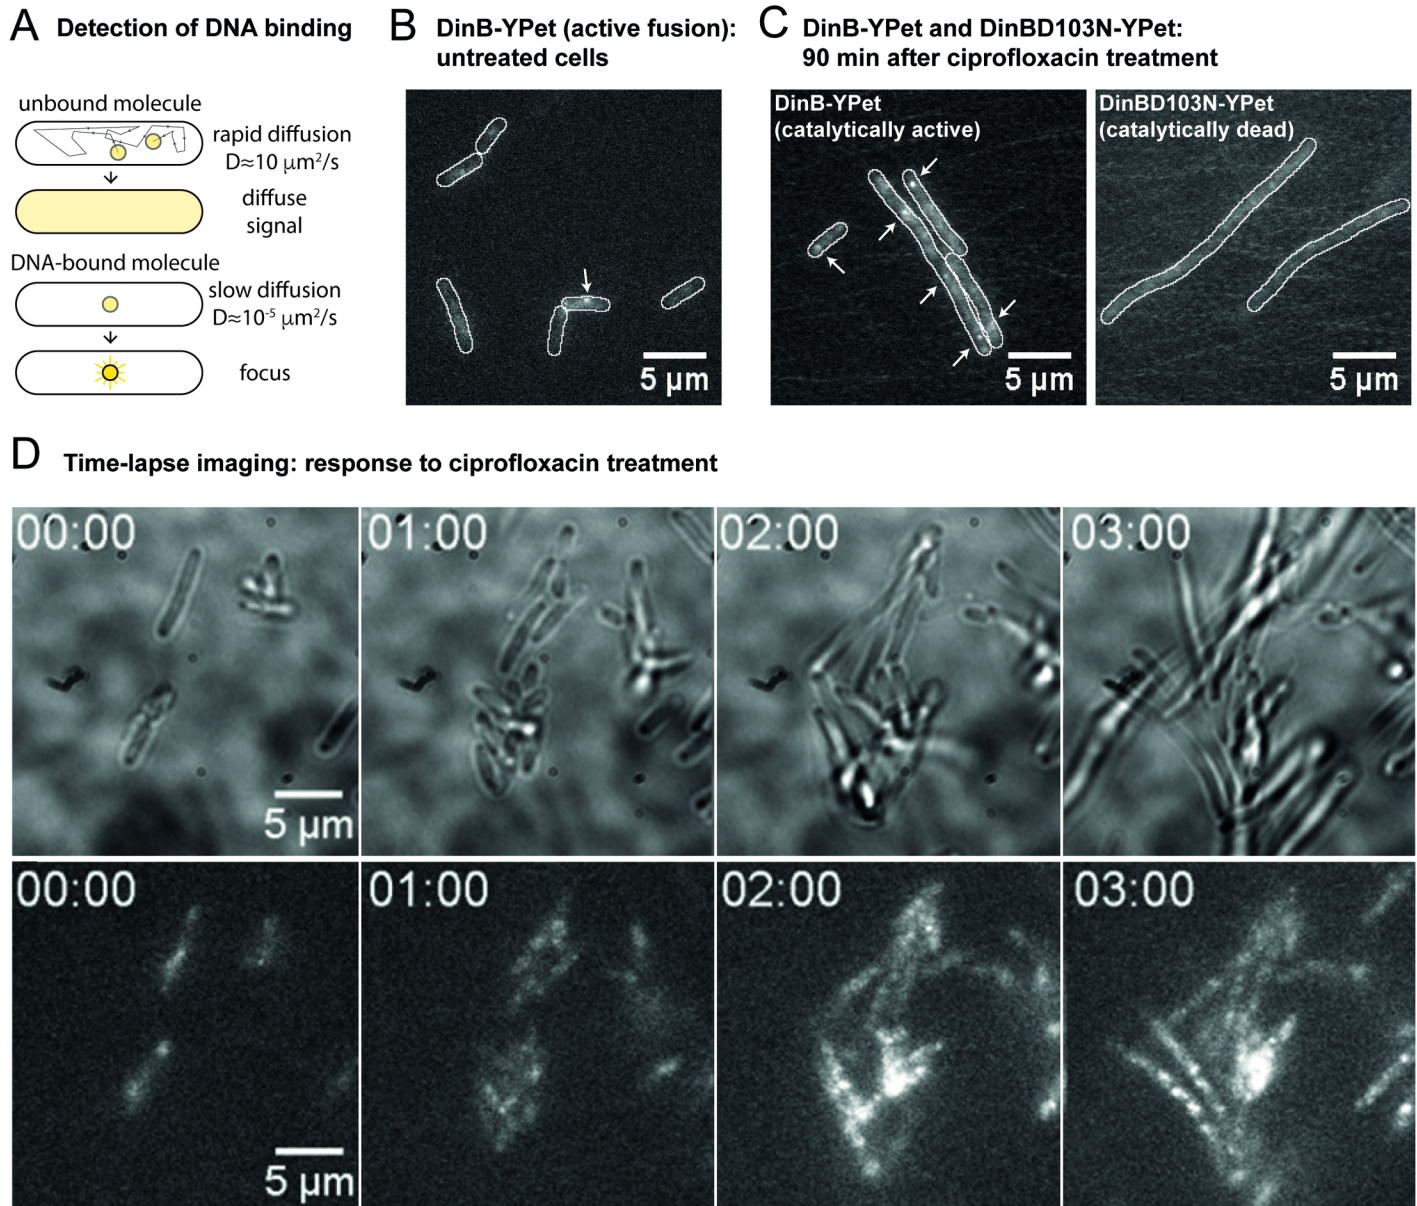 A Detection of DNA binding
unbound molecule
rapid diffusion
D≈10 μm²/s
diffuse
signal
DNA-bound molecule
slow diffusion
D≈10⁻⁵ μm²/s
focus
B DinB-YPet (active fusion):
untreated cells
5 μm
C DinB-YPet and DinBD103N-YPet:
90 min after ciprofloxacin treatment
DinB-YPet
(catalytically active)
5 μm
DinBD103N-YPet
(catalytically dead)
5 μm
D Time-lapse imaging: response to ciprofloxacin treatment
00:00
5 μm
01:00
02:00
03:00
00:00
5 μm
01:00
02:00
03:00